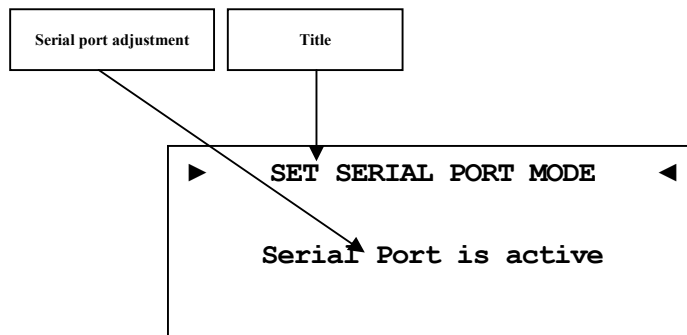 Serial port adjustment
Title
► SET SERIAL PORT MODE ◄
Serial Port is active